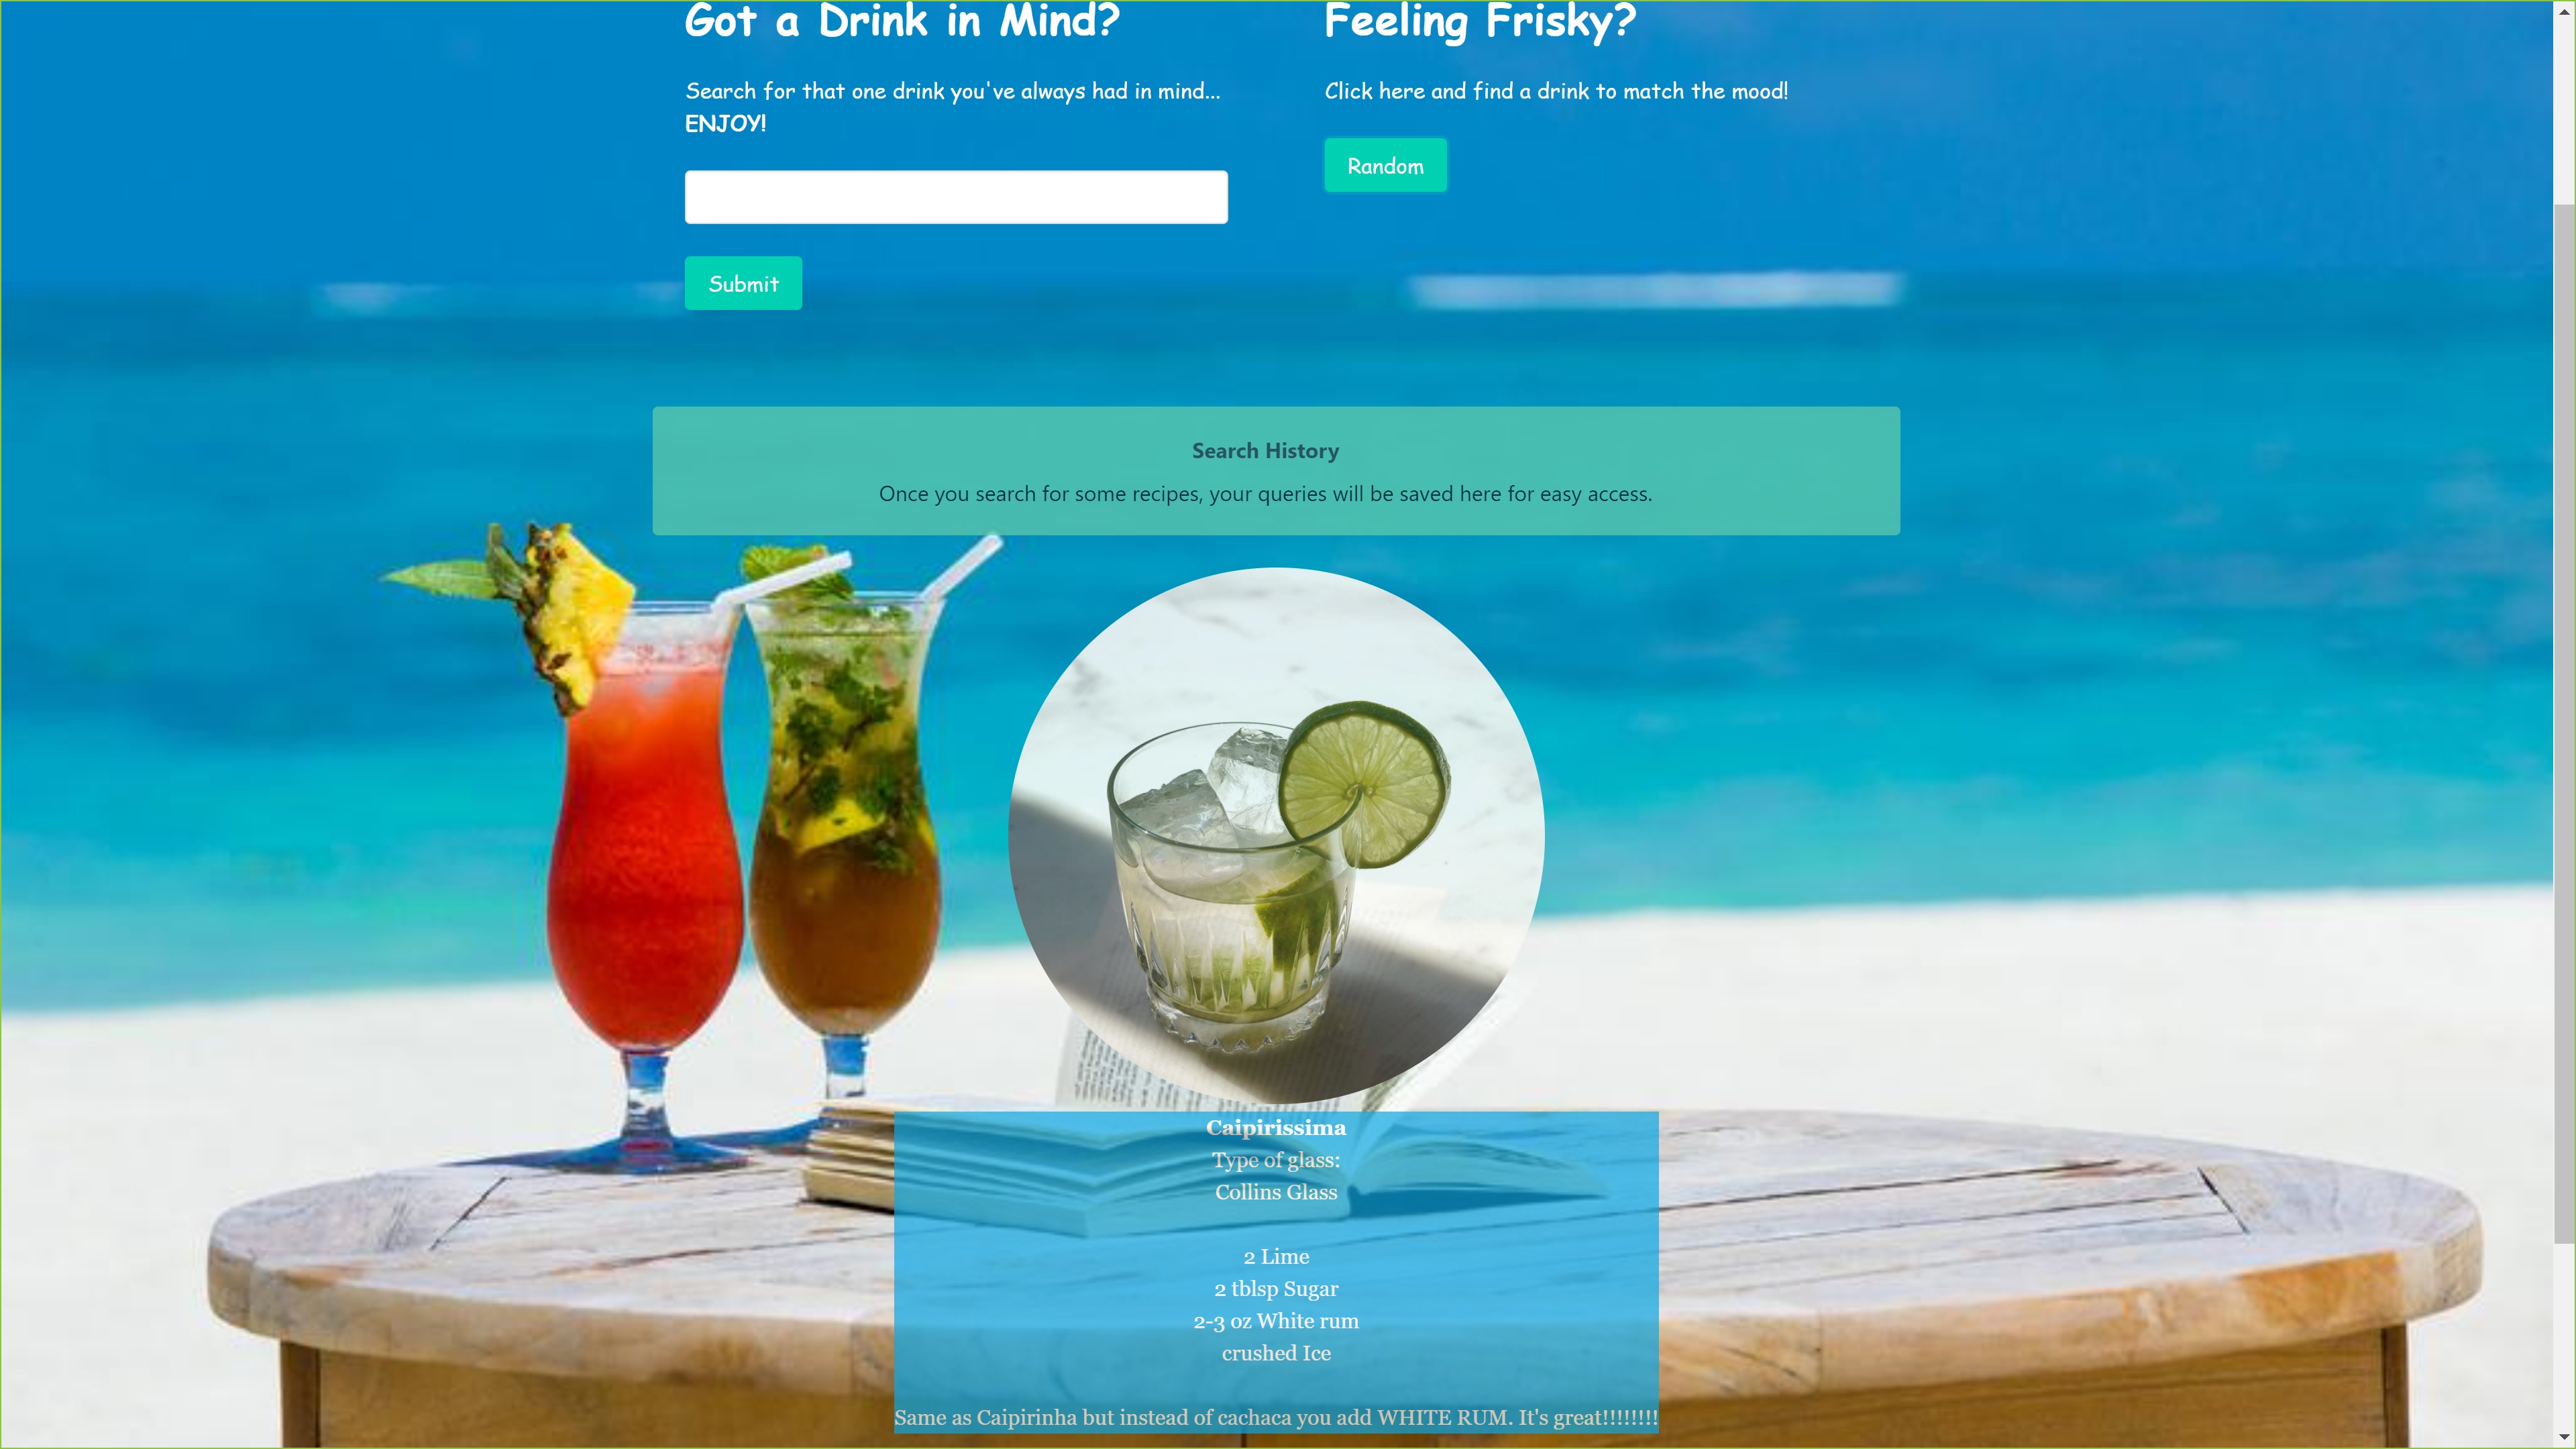 Got a Drink in Mind?
Search for that one drink you've always had in mind...
ENJOY!
Submit
Feeling Frisky?
Click here and find a drink to match the mood!
Random
Search History
Once you search for some recipes, your queries will be saved here for easy access.
Caipirissima
Type of glass:
Collins Glass
2 Lime
2 tblsp Sugar
2-3 oz White rum
crushed Ice
Same as Caipirinha but instead of cachaca you add WHITE RUM. It's great!!!!!!!!